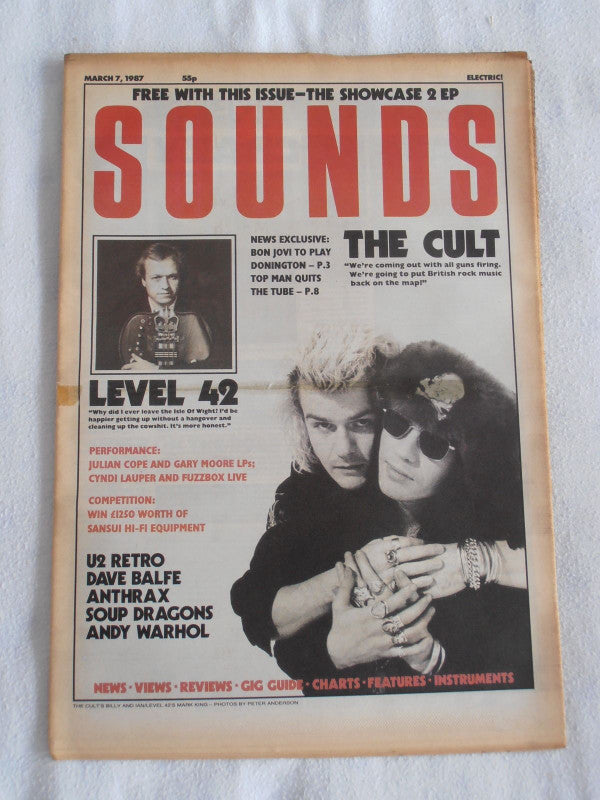 MARCH 7, 1987 55p ELECTRIC!
FREE WITH THIS ISSUE–THE SHOWCASE 2 EP
SOUNDS
NEWS EXCLUSIVE:
BON JOVI TO PLAY
DONINGTON – P.3
TOP MAN QUITS
THE TUBE – P.8
THE CULT
"We're coming out with all guns firing.
We're going to put British rock music
back on the map!"
LEVEL 42
"Why did I ever leave the Isle Of Wight? I'd be
happier getting up without a hangover and
cleaning up the cowshit. It's more honest."
PERFORMANCE:
JULIAN COPE AND GARY MOORE LPs;
CYNDI LAUPER AND FUZZBOX LIVE
COMPETITION:
WIN £1250 WORTH OF
SANSUI HI-FI EQUIPMENT
U2 RETRO
DAVE BALFE
ANTHRAX
SOUP DRAGONS
ANDY WARHOL
NEWS · VIEWS · REVIEWS · GIG GUIDE · CHARTS · FEATURES · INSTRUMENTS
THE CULT'S BILLY AND IAN/LEVEL 42'S MARK KING – PHOTOS BY PETER ANDERSON